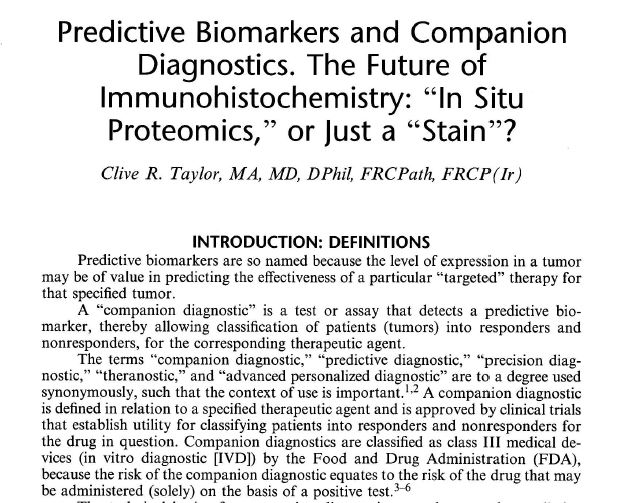 Predictive Biomarkers and Companion
Diagnostics. The Future of
Immunohistochemistry: “In Situ
Proteomics,” or Just a “Stain”?
Clive R. Taylor, MA, MD, DPhil, FRCPath, FRCP(Ir)
INTRODUCTION: DEFINITIONS
Predictive biomarkers are so named because the level of expression in a tumor
may be of value in predicting the effectiveness of a particular “targeted” therapy for
that specified tumor.
A “companion diagnostic” is a test or assay that detects a predictive bio-
marker, thereby allowing classification of patients (tumors) into responders and
nonresponders, for the corresponding therapeutic agent.
The terms “companion diagnostic,” “predictive diagnostic,” “precision diag-
nostic,” “theranostic,” and “advanced personalized diagnostic” are to a degree used
synonymously, such that the context of use is important.1,2 A companion diagnostic
is defined in relation to a specified therapeutic agent and is approved by clinical trials
that establish utility for classifying patients into responders and nonresponders for
the drug in question. Companion diagnostics are classified as class III medical de-
vices (in vitro diagnostic [IVD]) by the Food and Drug Administration (FDA),
because the risk of the companion diagnostic equates to the risk of the drug that may
be administered (solely) on the basis of a positive test.3–6